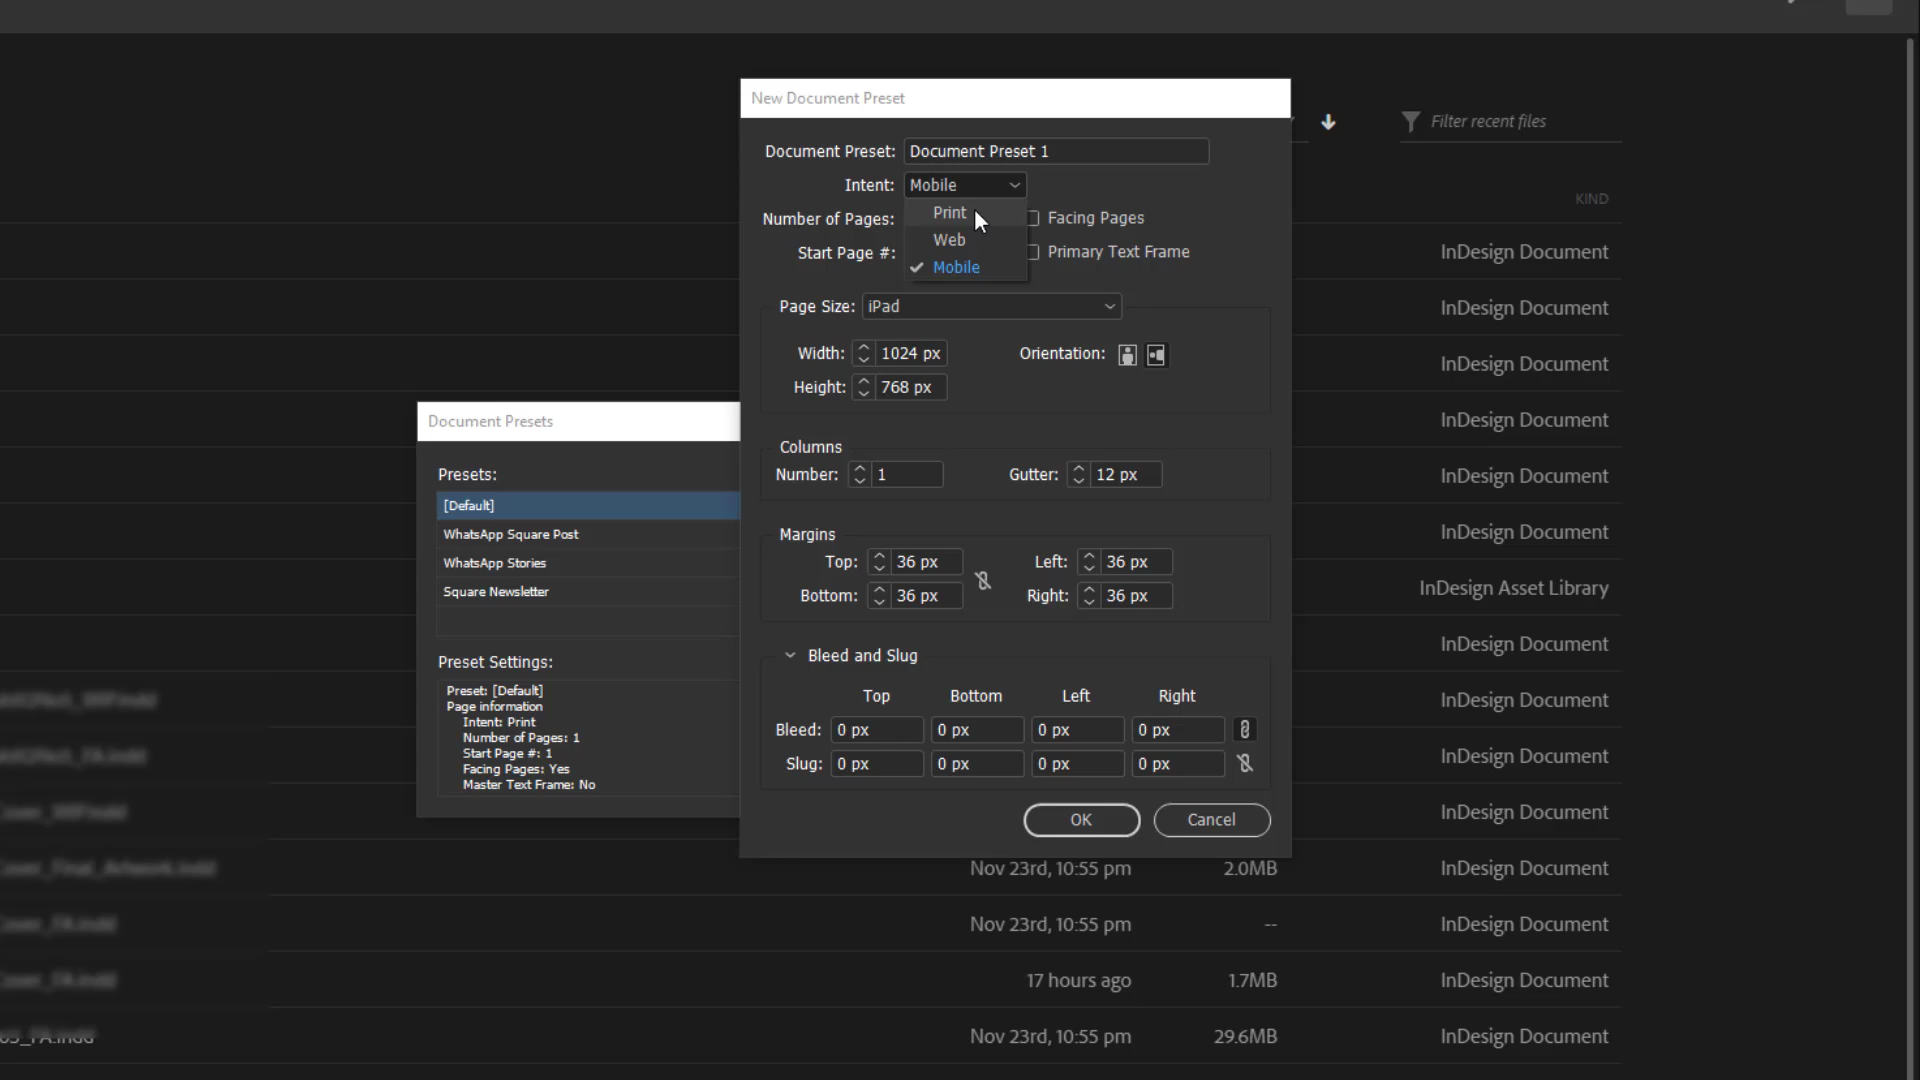 Filter recent files
KIND
New Document Preset
Document Preset: Document Preset 1
Intent: Mobile
Print
Web
Mobile
Number of Pages:
Facing Pages
Start Page #:
Primary Text Frame
Page Size: iPad
Width: 1024 px
Orientation:
Height: 768 px
Columns
Number: 1
Gutter: 12 px
Margins
Top: 36 px
Left: 36 px
Bottom: 36 px
Right: 36 px
Bleed and Slug
Top Bottom Left Right
Bleed: 0 px 0 px 0 px 0 px
Slug: 0 px 0 px 0 px 0 px
OK
Cancel
Document Presets
Presets:
[Default]
WhatsApp Square Post
WhatsApp Stories
Square Newsletter
Preset Settings:
Preset: [Default]
Page information
Intent: Print
Number of Pages: 1
Start Page #: 1
Facing Pages: Yes
Master Text Frame: No
InDesign Document
InDesign Document
InDesign Document
InDesign Document
InDesign Document
InDesign Document
InDesign Asset Library
InDesign Document
InDesign Document
InDesign Document
InDesign Document
Nov 23rd, 10:55 pm 2.0MB InDesign Document
Nov 23rd, 10:55 pm -- InDesign Document
17 hours ago 1.7MB InDesign Document
Nov 23rd, 10:55 pm 29.6MB InDesign Document